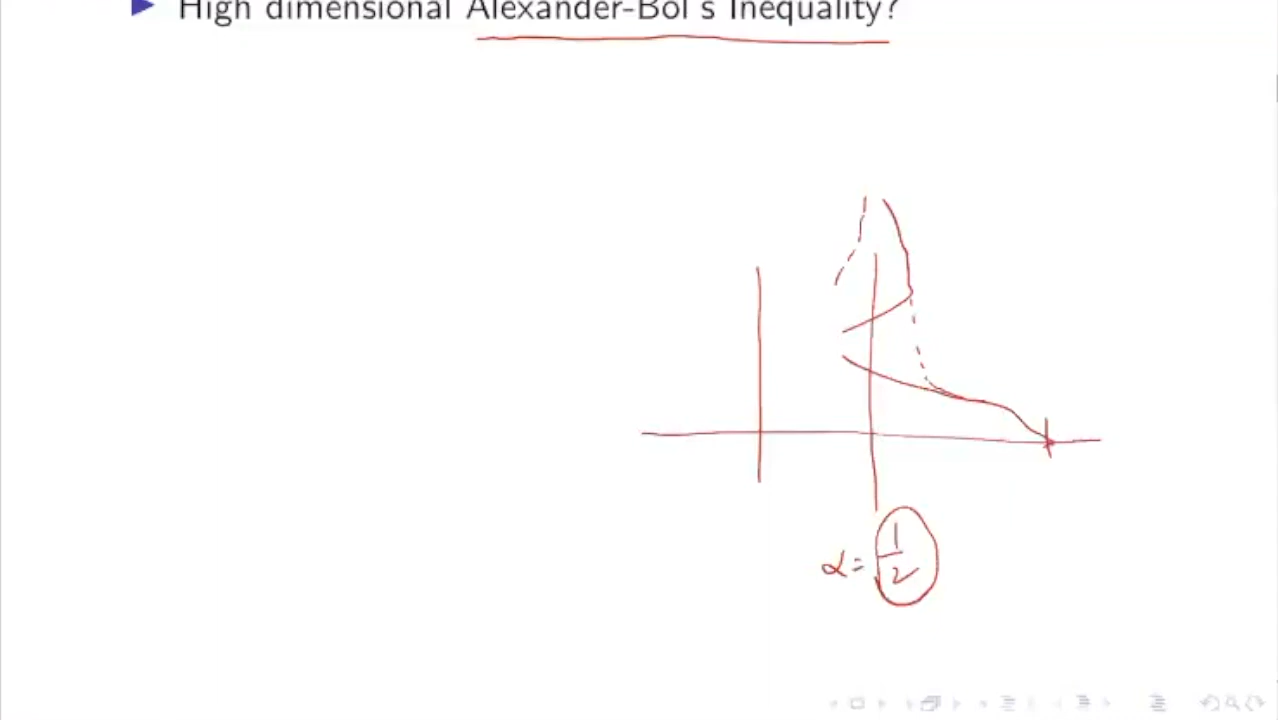 High dimensional Alexander-Bol's Inequality?
α = 1/2